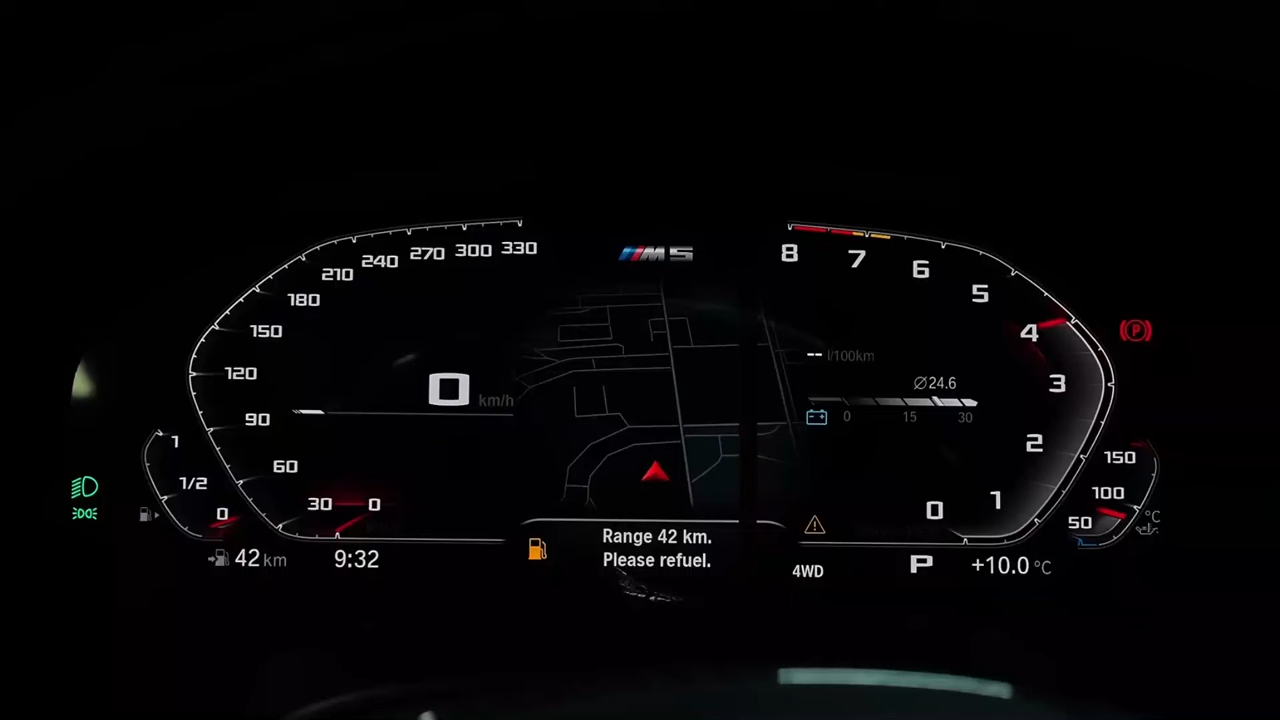 M5
330
300
270
240
210
180
150
120
90
60
30
0
0 km/h
1
1/2
0
42 km
9:32
Range 42 km.
Please refuel.
8
7
6
5
4
3
2
1
0
-- l/100km
Ø24.6
0 15 30
P
150
100
50
°C
4WD
P
+10.0 °C